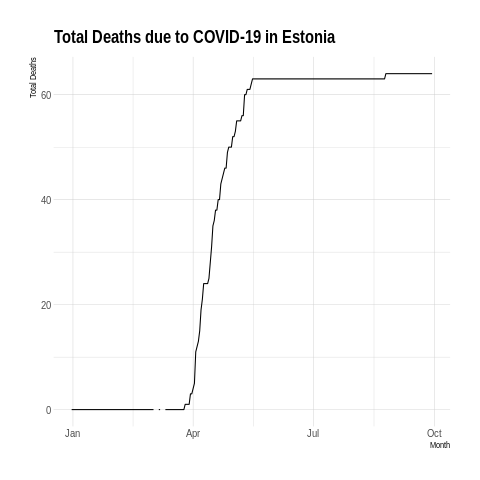 Total Deaths due to COVID-19 in Estonia
Total Deaths
60
40
20
0
Jan Apr Jul Oct
Month